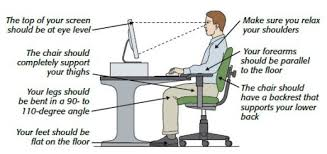 The top of your screen
should be at eye level
The chair should
completely support
your thighs
Your legs should
be bent in a 90- to
110-degree angle
Your feet should be
flat on the floor
Make sure you relax
your shoulders
Your forearms
should be parallel
to the floor
The chair should
have a backrest that
supports your lower
back